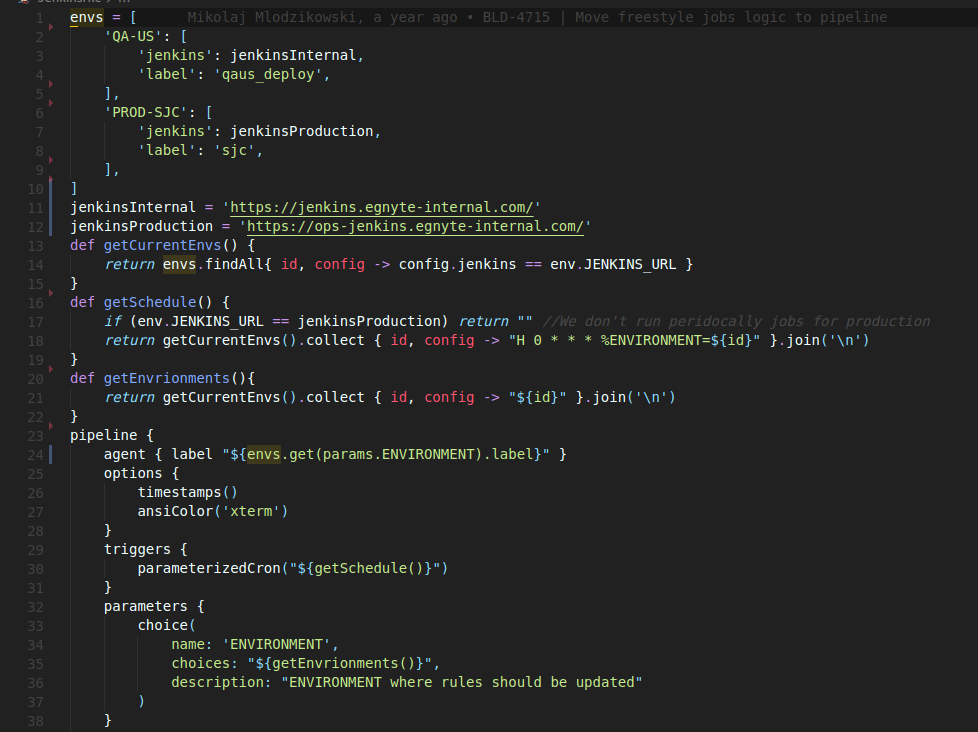 1 envs = [ Mikolaj Mlodzikowski, a year ago • BLD-4715 | Move freestyle jobs logic to pipeline
2 'QA-US': [
3 'jenkins': jenkinsInternal,
4 'label': 'qaus_deploy',
5 ],
6 'PROD-SJC': [
7 'jenkins': jenkinsProduction,
8 'label': 'sjc',
9 ],
10 ]
11 jenkinsInternal = 'https://jenkins.egnyte-internal.com/'
12 jenkinsProduction = 'https://ops-jenkins.egnyte-internal.com/'
13 def getCurrentEnvs() {
14 return envs.findAll{ id, config -> config.jenkins == env.JENKINS_URL }
15 }
16 def getSchedule() {
17 if (env.JENKINS_URL == jenkinsProduction) return "" //We don't run peridocally jobs for production
18 return getCurrentEnvs().collect { id, config -> "H 0 * * * %ENVIRONMENT=${id}" }.join('\n')
19 }
20 def getEnvrionments(){
21 return getCurrentEnvs().collect { id, config -> "${id}" }.join('\n')
22 }
23 pipeline {
24 agent { label "${envs.get(params.ENVIRONMENT).label}" }
25 options {
26 timestamps()
27 ansiColor('xterm')
28 }
29 triggers {
30 parameterizedCron("${getSchedule()}")
31 }
32 parameters {
33 choice(
34 name: 'ENVIRONMENT',
35 choices: "${getEnvrionments()}",
36 description: "ENVIRONMENT where rules should be updated"
37 )
38 }